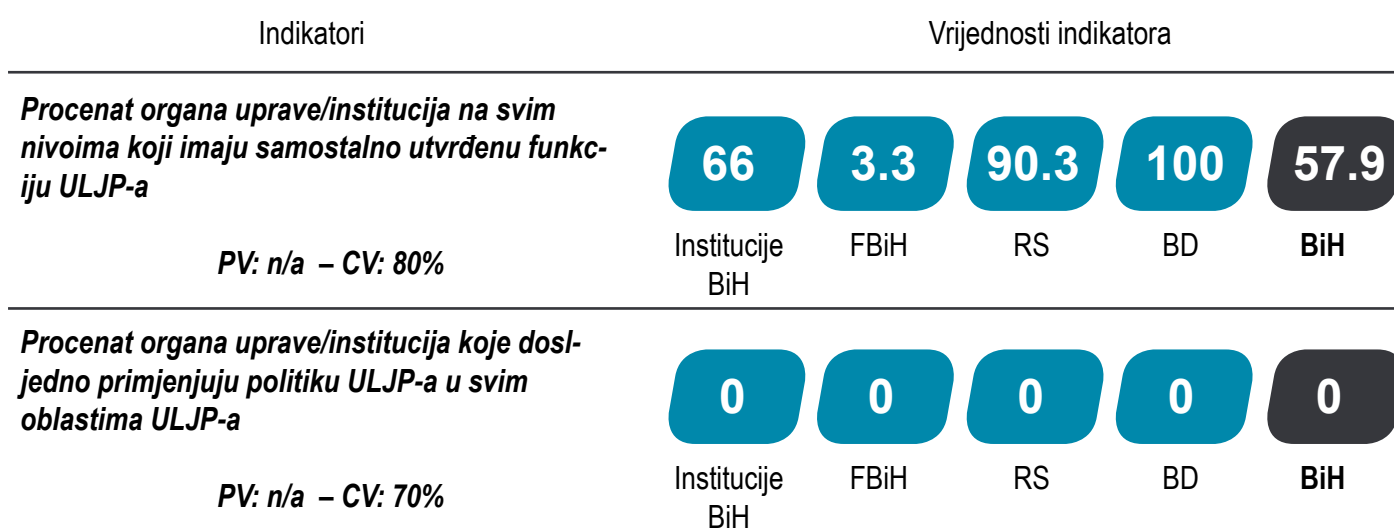 Indikatori
Vrijednosti indikatora
Procenat organa uprave/institucija na svim
nivoima koji imaju samostalno utvrđenu funkc-
iju ULJP-a
PV: n/a – CV: 80%
66
3.3
90.3
100
57.9
Institucije
BiH
FBiH
RS
BD
BiH
Procenat organa uprave/institucija koje dosl-
jedno primjenjuju politiku ULJP-a u svim
oblastima ULJP-a
PV: n/a – CV: 70%
0
0
0
0
0
Institucije
BiH
FBiH
RS
BD
BiH